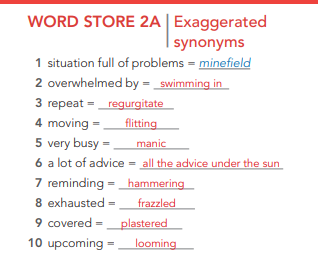 WORD STORE 2A Exaggerated
synonyms
1 situation full of problems = minefield
2 overwhelmed by = swimming in
3 repeat = regurgitate
4 moving = flitting
5 very busy = manic
6 a lot of advice = all the advice under the sun
7 reminding = hammering
8 exhausted = frazzled
9 covered = plastered
10 upcoming = looming